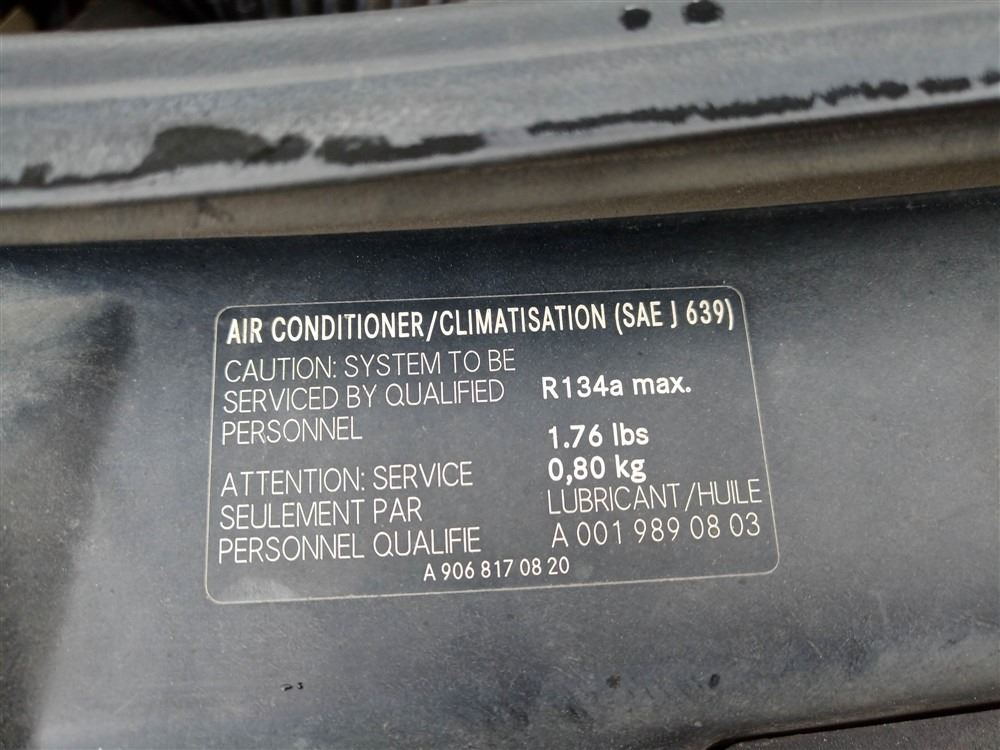 AIR CONDITIONER/CLIMATISATION (SAE J 639)
CAUTION: SYSTEM TO BE
SERVICED BY QUALIFIED
PERSONNEL
R134a max.
1.76 lbs
0,80 kg
ATTENTION: SERVICE
SEULEMENT PAR
PERSONNEL QUALIFIE
LUBRICANT/HUILE
A 001 989 08 03
A 906 817 08 20